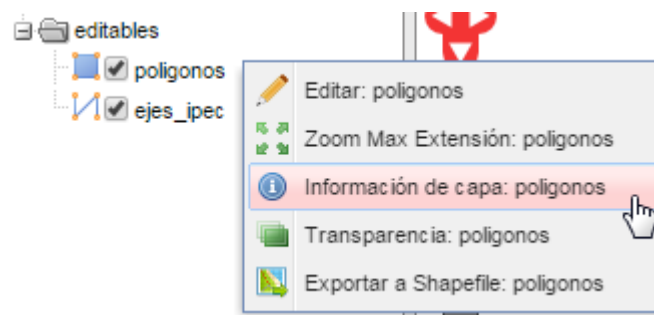 editables
poligonos
ejes_ipec
Editar: poligonos
Zoom Max Extensión: poligonos
Información de capa: poligonos
Transparencia: poligonos
Exportar a Shapefile: poligonos